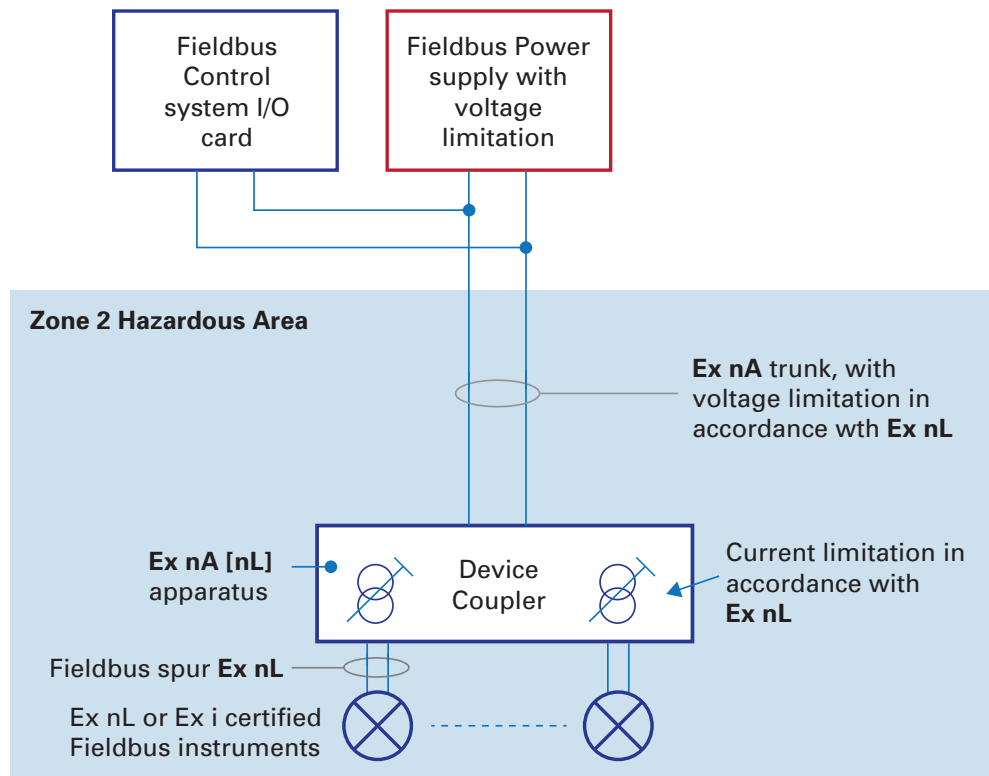 Fieldbus
Control
system I/O
card
Fieldbus Power
supply with
voltage
limitation
Zone 2 Hazardous Area
Ex nA trunk, with
voltage limitation in
accordance wth Ex nL
Ex nA [nL]
apparatus
Device
Coupler
Current limitation in
accordance with
Ex nL
Fieldbus spur Ex nL
Ex nL or Ex i certified
Fieldbus instruments